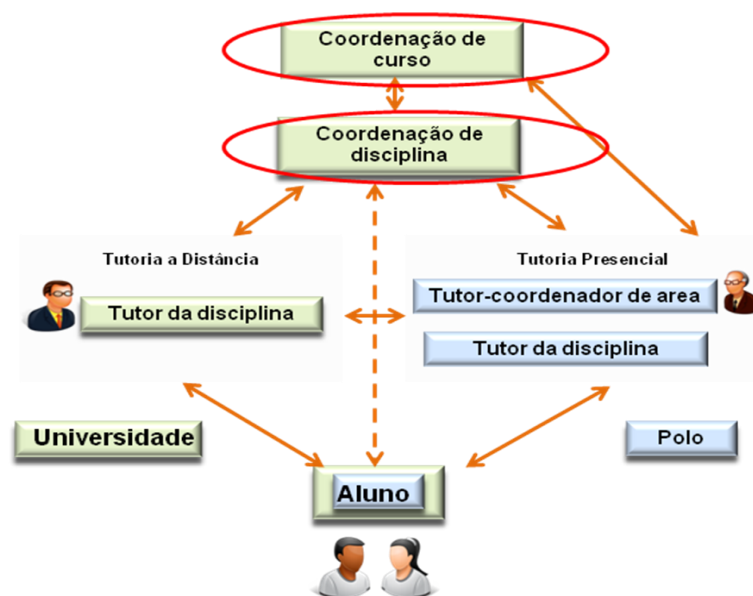 Coordenação de
curso
Coordenação de
disciplina
Tutoria a Distância
Tutor da disciplina
Tutoria Presencial
Tutor-coordenador de area
Tutor da disciplina
Universidade
Polo
Aluno